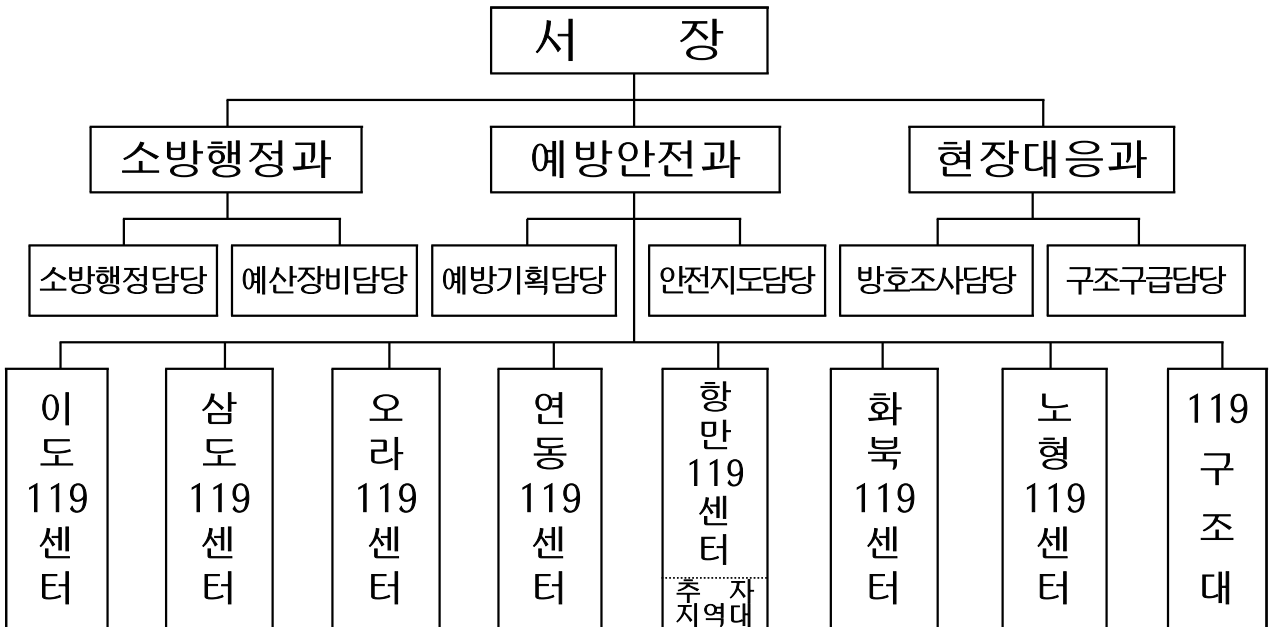 서 장
소방행정과
예방안전과
현장대응과
소방행정담당
예산장비담당
예방기획담당
안전지도담당
방호조사담당
구조구급담당
이도119센터
삼도119센터
오라119센터
연동119센터
항만119센터
추 자
지역대
화북119센터
노형119센터
119구조대